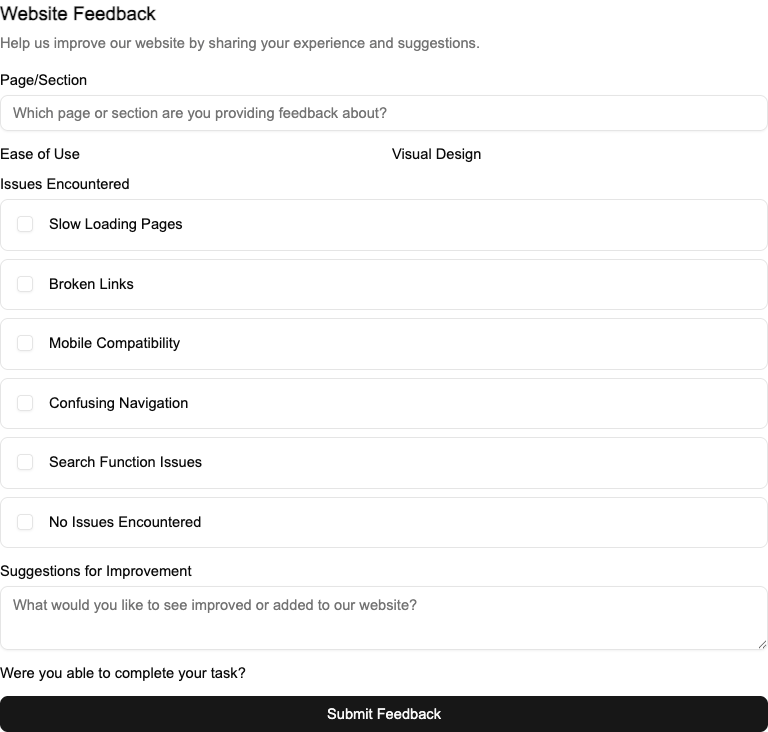 Website Feedback
Help us improve our website by sharing your experience and suggestions.
Page/Section
Which page or section are you providing feedback about?
Ease of Use
Visual Design
Issues Encountered
Slow Loading Pages
Broken Links
Mobile Compatibility
Confusing Navigation
Search Function Issues
No Issues Encountered
Suggestions for Improvement
What would you like to see improved or added to our website?
Were you able to complete your task?
Submit Feedback